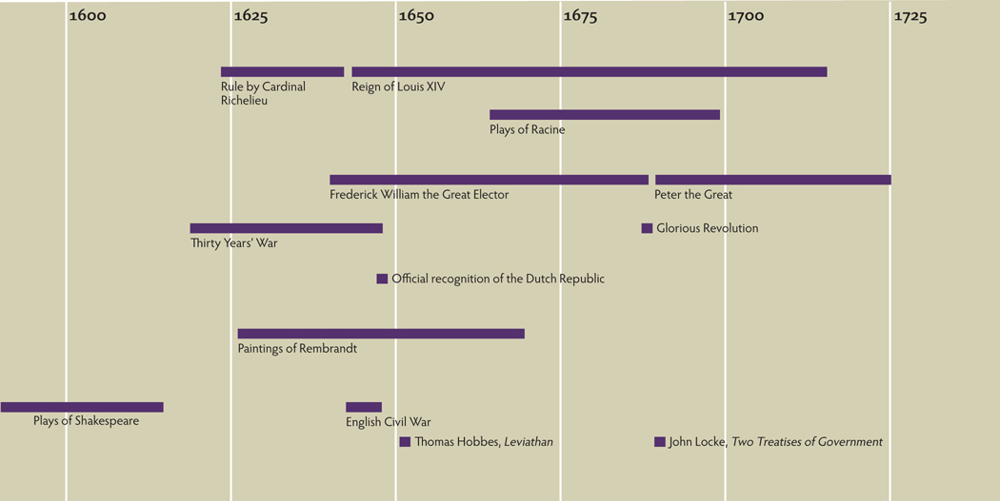 1600 1625 1650 1675 1700 1725
Rule by Cardinal
Richelieu
Reign of Louis XIV
Plays of Racine
Frederick William the Great Elector
Peter the Great
Thirty Years’ War
Glorious Revolution
Official recognition of the Dutch Republic
Paintings of Rembrandt
Plays of Shakespeare
English Civil War
Thomas Hobbes, Leviathan
John Locke, Two Treatises of Government